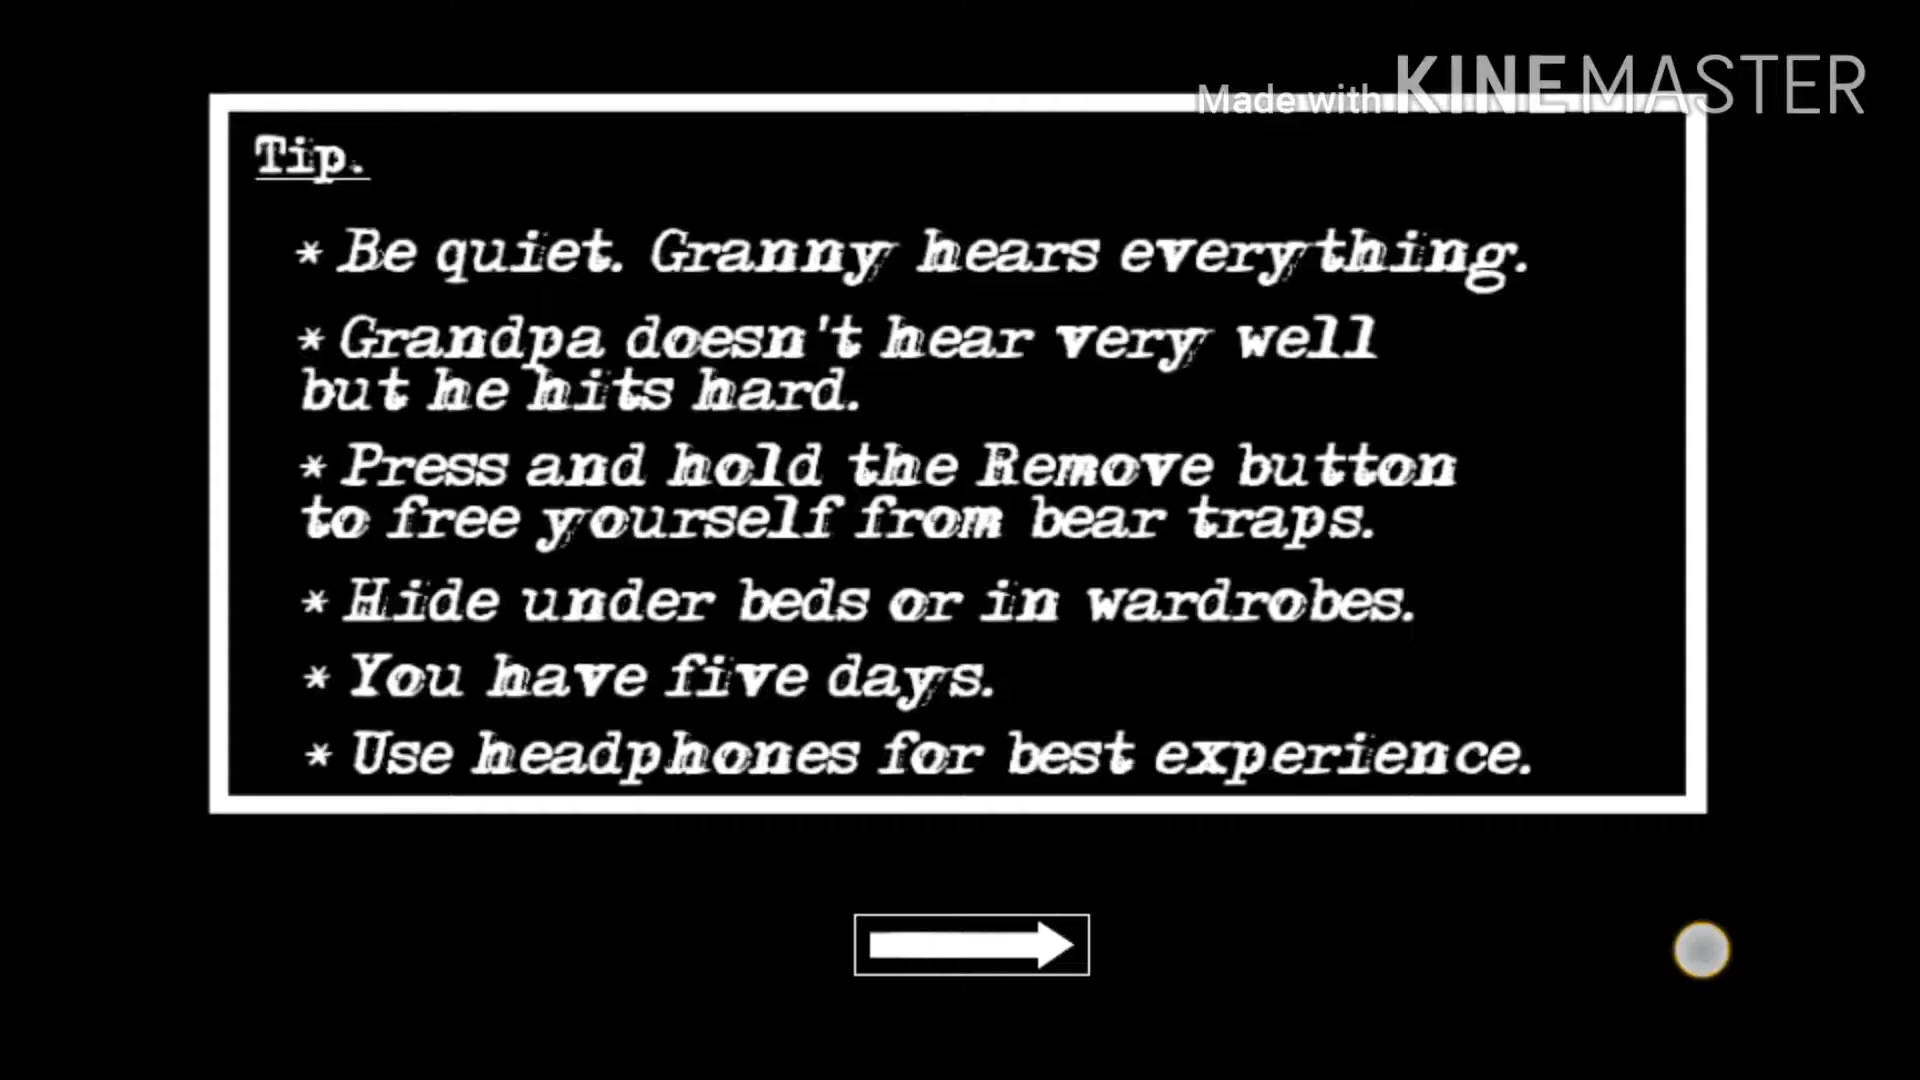 Made with KINEMASTER
Tip.
* Be quiet. Granny hears everything.
* Grandpa doesn't hear very well
but he hits hard.
* Press and hold the Remove button
to free yourself from bear traps.
* Hide under beds or in wardrobes.
* You have five days.
* Use headphones for best experience.